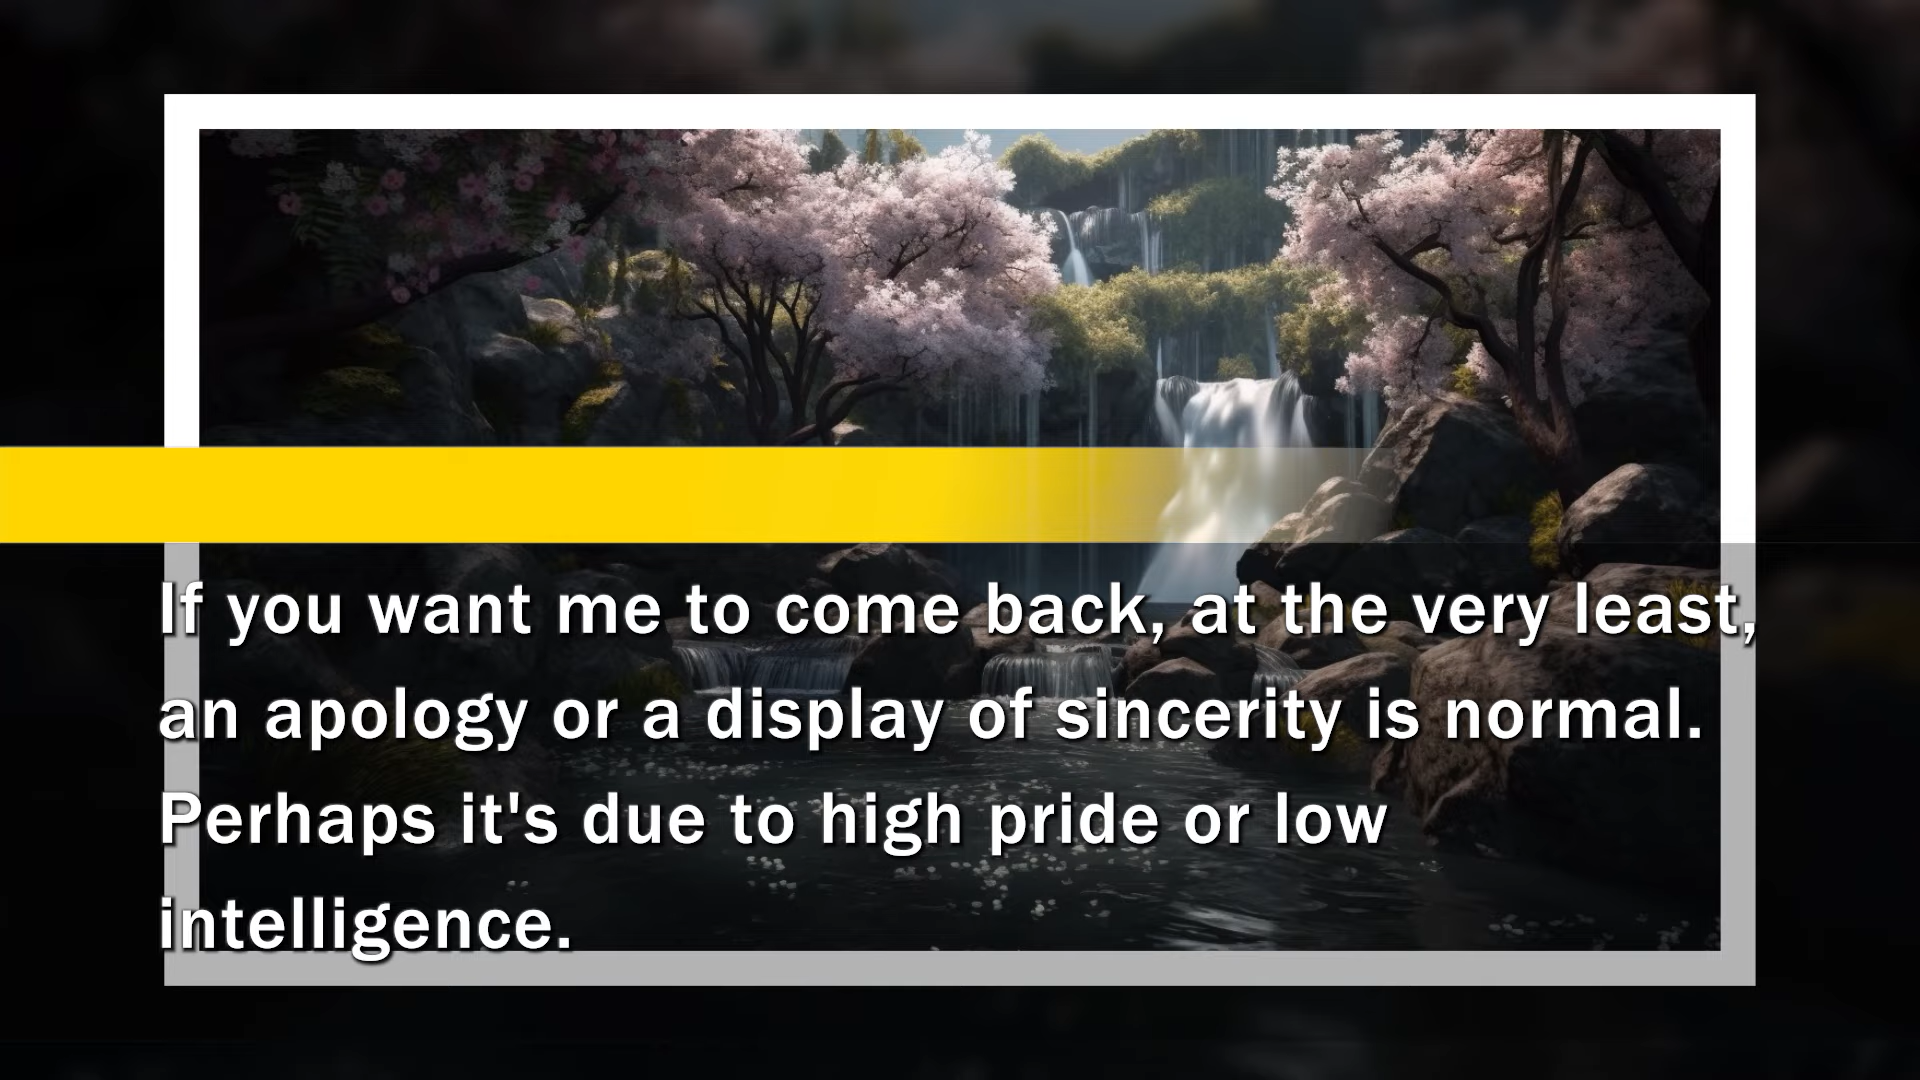 If you want me to come back, at the very least,
an apology or a display of sincerity is normal.
Perhaps it's due to high pride or low
intelligence.